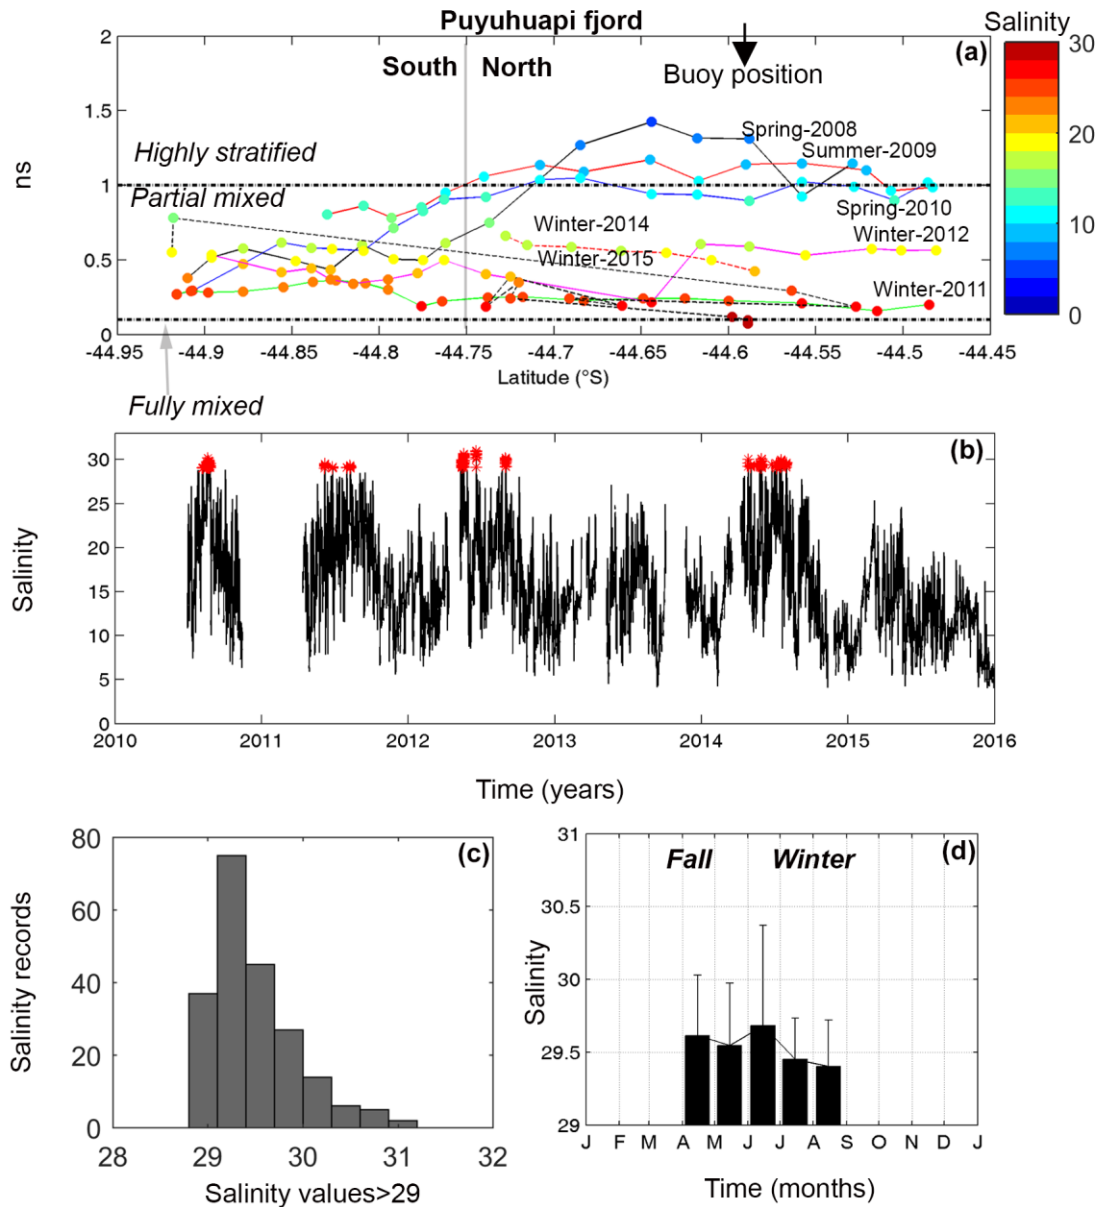 Puyuhuapi fjord
Salinity
2
South North
(a)
30
Buoy position
1.5
Spring-2008
Summer-2009
Highly stratified
20
ns
1
Partial mixed
Spring-2010
Winter-2014
Winter-2012
10
0.5
Winter-2015
Winter-2011
0
0
-44.95 -44.9 -44.85 -44.8 -44.75 -44.7 -44.65 -44.6 -44.55 -44.5 -44.45
Latitude (°S)
Fully mixed
(b)
30
25
20
Salinity
15
10
5
0
2010 2011 2012 2013 2014 2015 2016
Time (years)
80
(c)
60
Salinity records
40
20
0
28 29 30 31 32
Salinity values>29
31
Fall Winter
(d)
30.5
Salinity
30
29.5
29
J F M A M J J A S O N D J
Time (months)